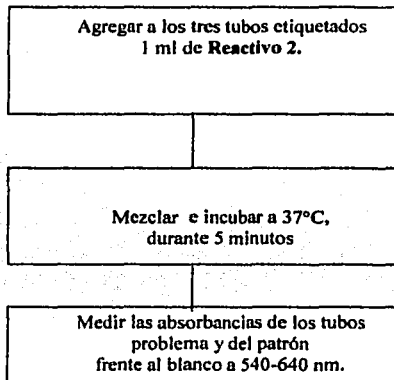 Agregar a los tres tubos etiquetados
1 ml de Reactivo 2.
Mezclar e incubar a 37°C,
durante 5 minutos
Medir las absorbancias de los tubos
problema y del patrón
frente al blanco a 540-640 nm.